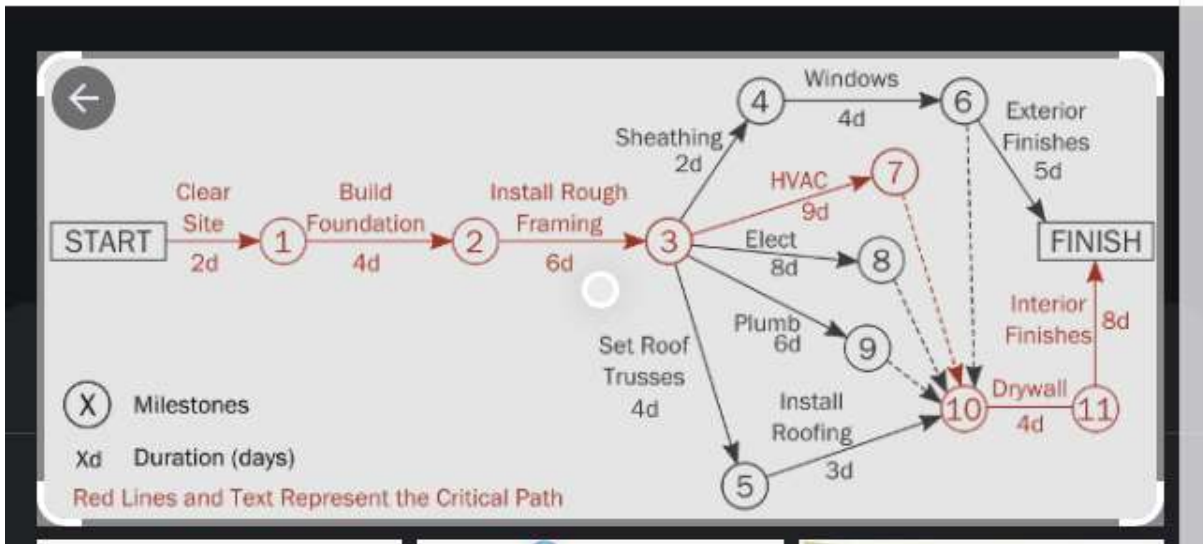 Windows
4
6
4d
Exterior
Finishes
5d
Sheathing
2d
HVAC
9d
7
Clear
Site
2d
Build
Foundation
4d
Install Rough
Framing
6d
START
1
2
3
Elect
8d
8
FINISH
Plumb
6d
9
Interior
Finishes
8d
Set Roof
Trusses
4d
Install
Roofing
3d
5
10
Drywall
4d
11
X Milestones
Xd Duration (days)
Red Lines and Text Represent the Critical Path